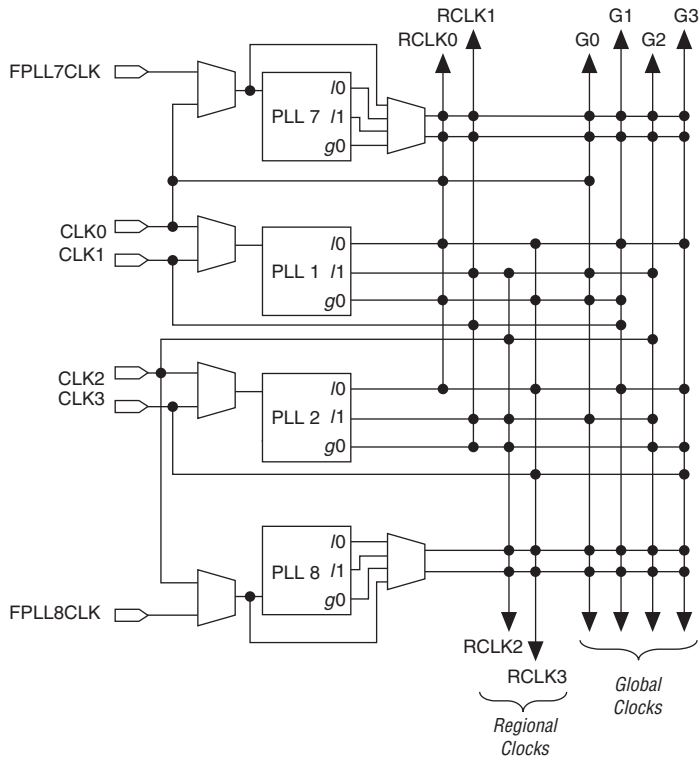 RCLK1
G1
G3
RCLK0
G0
G2
FPLL7CLK
PLL 7
l0
l1
g0
CLK0
CLK1
PLL 1
l0
l1
g0
CLK2
CLK3
PLL 2
l0
l1
g0
PLL 8
l0
l1
g0
FPLL8CLK
RCLK2
RCLK3
Regional
Clocks
Global
Clocks